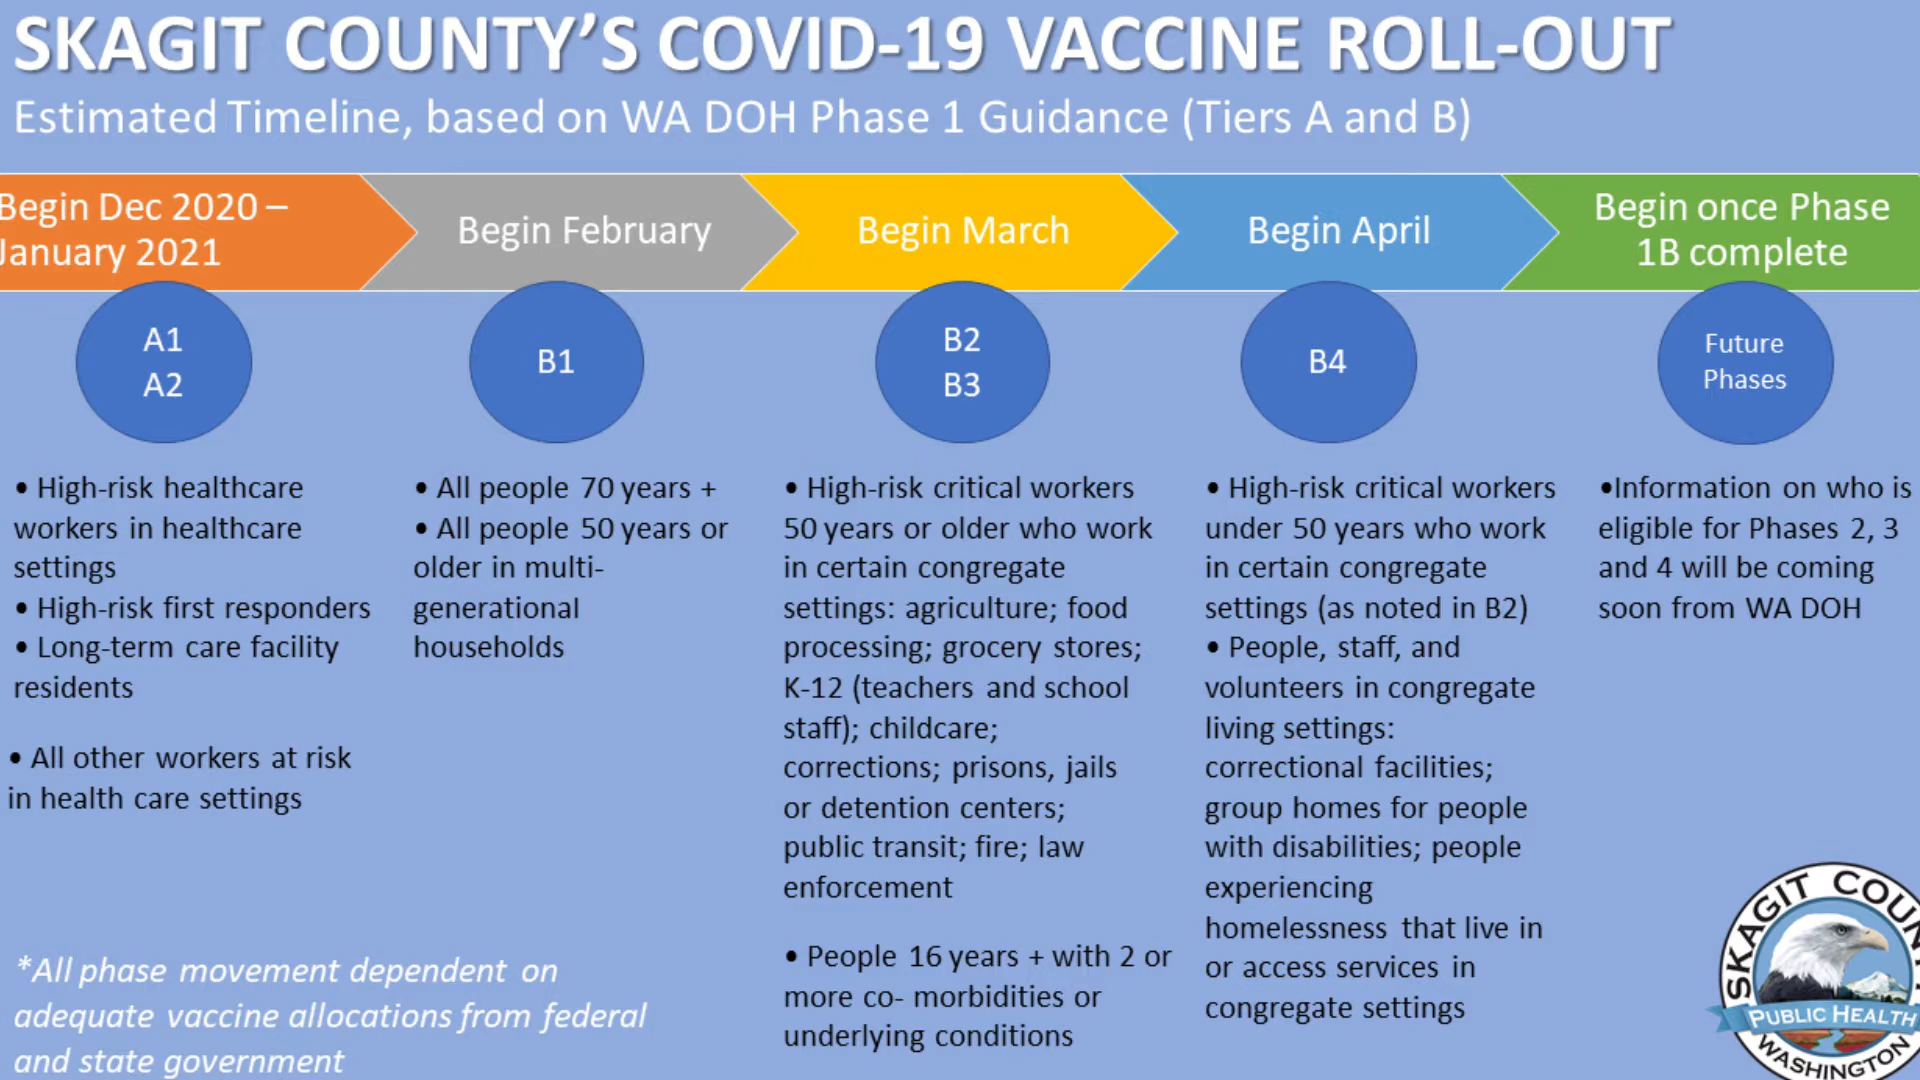 SKAGIT COUNTY’S COVID-19 VACCINE ROLL-OUT
Estimated Timeline, based on WA DOH Phase 1 Guidance (Tiers A and B)
Begin Dec 2020 –
January 2021
Begin February
Begin March
Begin April
Begin once Phase
1B complete
A1
A2
B1
B2
B3
B4
Future
Phases
• High-risk healthcare
workers in healthcare
settings
• High-risk first responders
• Long-term care facility
residents
• All other workers at risk
in health care settings
• All people 70 years +
• All people 50 years or
older in multi-
generational
households
• High-risk critical workers
50 years or older who work
in certain congregate
settings: agriculture; food
processing; grocery stores;
K-12 (teachers and school
staff); childcare;
corrections; prisons, jails
or detention centers;
public transit; fire; law
enforcement
• People 16 years + with 2 or
more co- morbidities or
underlying conditions
• High-risk critical workers
under 50 years who work
in certain congregate
settings (as noted in B2)
• People, staff, and
volunteers in congregate
living settings:
correctional facilities;
group homes for people
with disabilities; people
experiencing
homelessness that live in
or access services in
congregate settings
•Information on who is
eligible for Phases 2, 3
and 4 will be coming
soon from WA DOH
*All phase movement dependent on
adequate vaccine allocations from federal
and state government
SKAGIT COUN
PUBLIC HEALTH
WASHINGTON